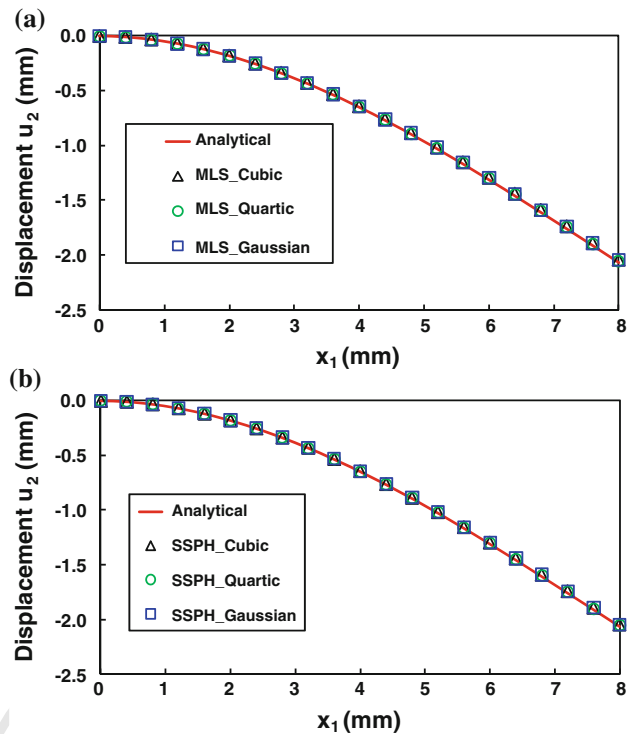 (a)
0.0
-0.5
-1.0
-1.5
-2.0
-2.5
Displacement u2 (mm)
Analytical
MLS_Cubic
MLS_Quartic
MLS_Gaussian
0 1 2 3 4 5 6 7 8
x1 (mm)
(b)
0.0
-0.5
-1.0
-1.5
-2.0
-2.5
Displacement u2 (mm)
Analytical
SSPH_Cubic
SSPH_Quartic
SSPH_Gaussian
0 1 2 3 4 5 6 7 8
x1 (mm)